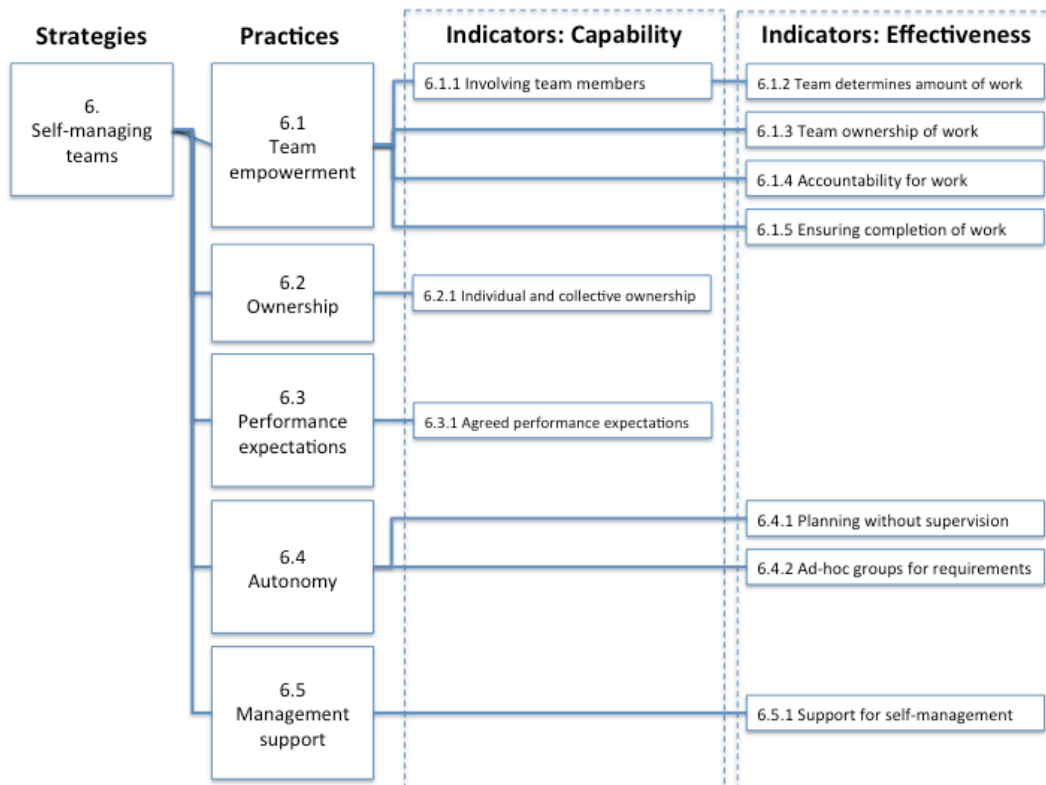 Strategies
Practices
Indicators: Capability
Indicators: Effectiveness
6.
Self-managing
teams
6.1
Team
empowerment
6.1.1 Involving team members
6.1.2 Team determines amount of work
6.1.3 Team ownership of work
6.1.4 Accountability for work
6.1.5 Ensuring completion of work
6.2
Ownership
6.2.1 Individual and collective ownership
6.3
Performance
expectations
6.3.1 Agreed performance expectations
6.4
Autonomy
6.4.1 Planning without supervision
6.4.2 Ad-hoc groups for requirements
6.5
Management
support
6.5.1 Support for self-management